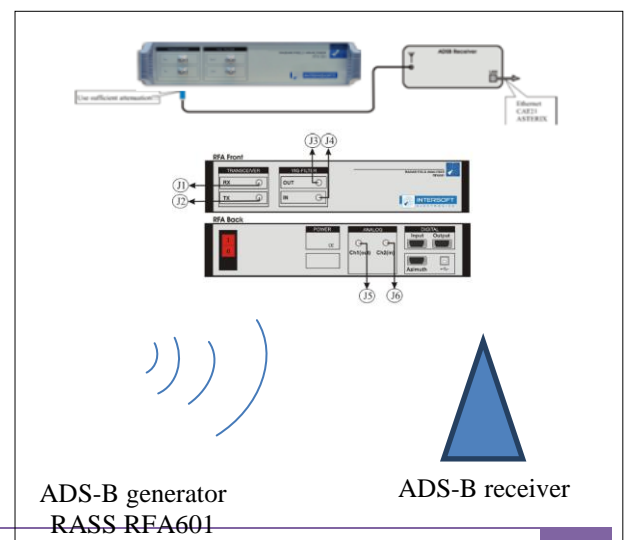 ADSB Receiver
Use sufficient attenuation!
Ethernet
CAT21
ASTERIX
J3
J4
RFA Front
TRANSCEIVER
YIG-FILTER
J1
RX
OUT
J2
TX
IN
INTERSOFT
RFA Back
POWER
ANALOG
DIGITAL
Input
Output
Ch1(out)
Ch2(in)
Azimuth
J5
J6
ADS-B generator
RASS RFA601
ADS-B receiver